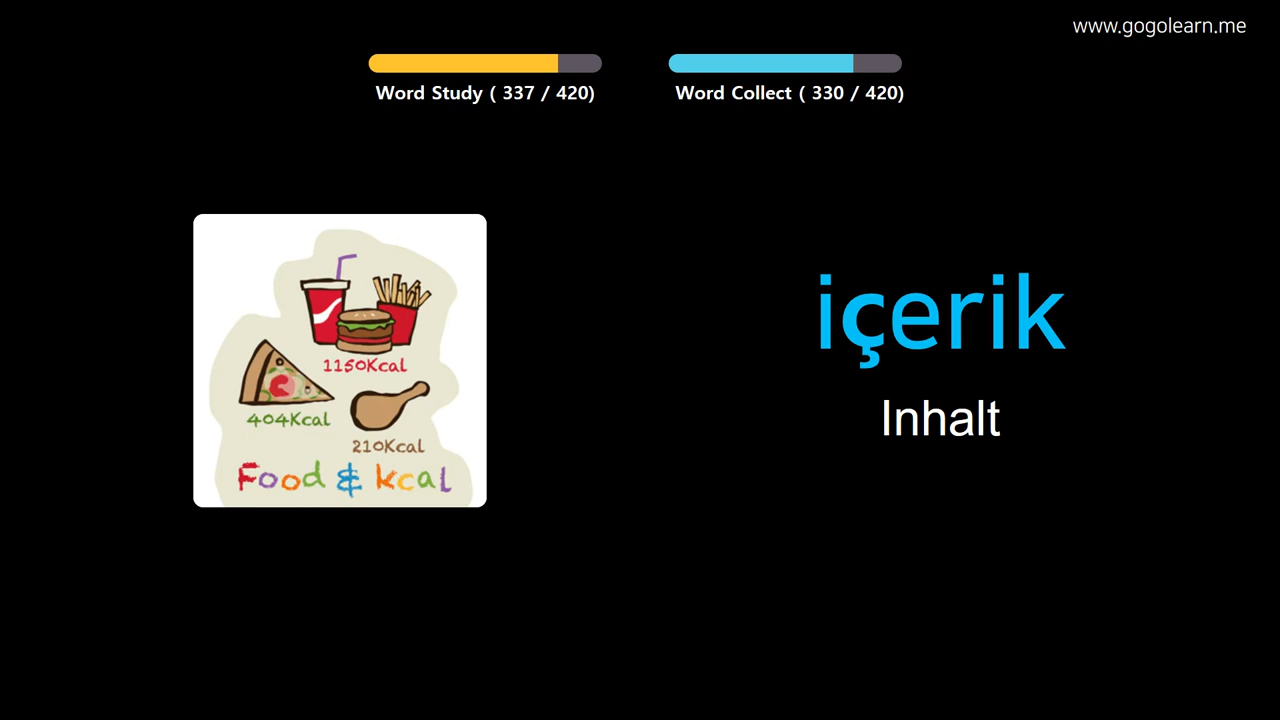 www.gogolearn.me
Word Study ( 337 / 420)
Word Collect ( 330 / 420)
1150Kcal
404Kcal
210Kcal
Food & kcal
içerik
Inhalt